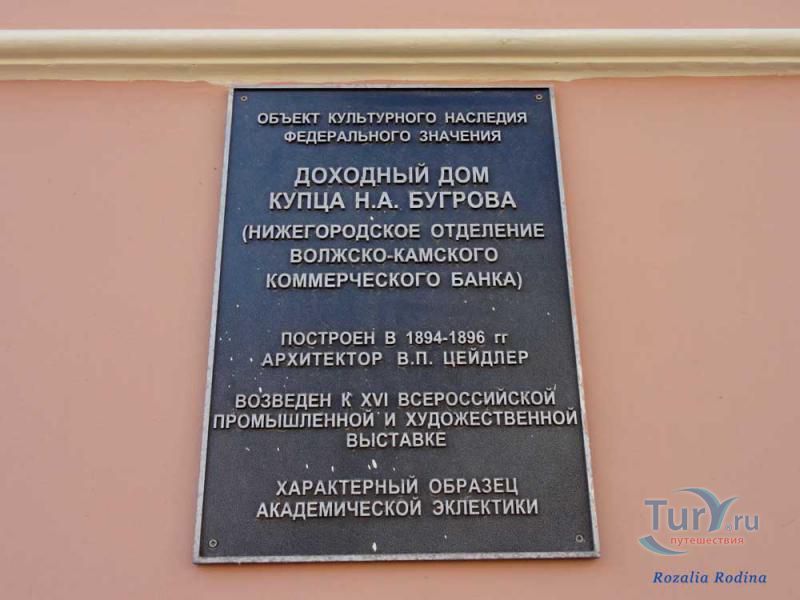 ОБЪЕКТ КУЛЬТУРНОГО НАСЛЕДИЯ
ФЕДЕРАЛЬНОГО ЗНАЧЕНИЯ
ДОХОДНЫЙ ДОМ
КУПЦА Н.А. БУГРОВА
(НИЖЕГОРОДСКОЕ ОТДЕЛЕНИЕ
ВОЛЖСКО-КАМСКОГО
КОММЕРЧЕСКОГО БАНКА)
ПОСТРОЕН В 1894-1896 гг
АРХИТЕКТОР В.П. ЦЕЙДЛЕР
ВОЗВЕДЕН К XVI ВСЕРОССИЙСКОЙ
ПРОМЫШЛЕННОЙ И ХУДОЖЕСТВЕННОЙ
ВЫСТАВКЕ
ХАРАКТЕРНЫЙ ОБРАЗЕЦ
АКАДЕМИЧЕСКОЙ ЭКЛЕКТИКИ
Tury.ru
путешествия
Rozalia Rodina